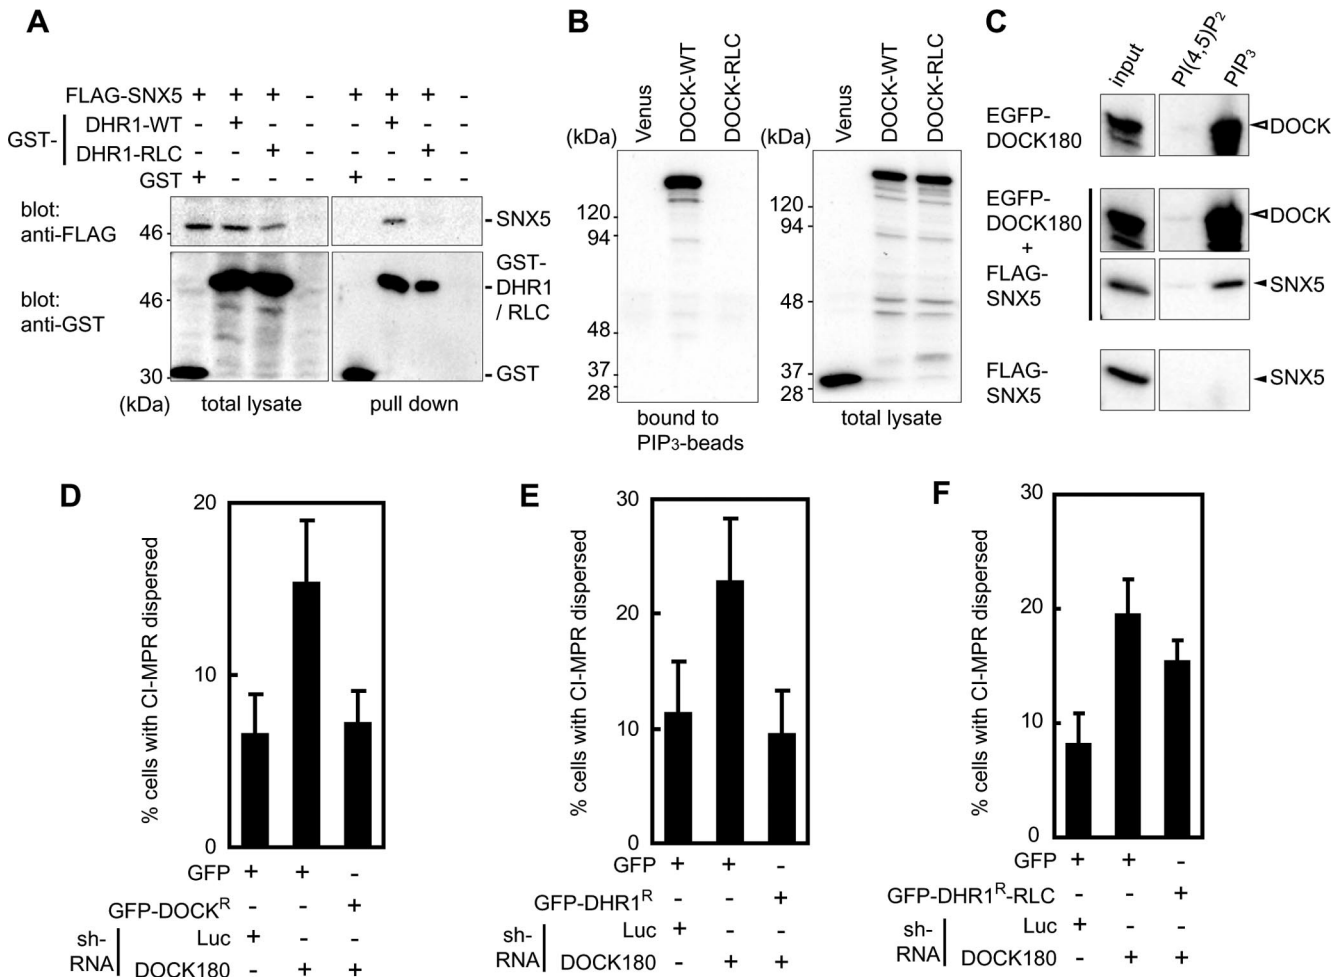 A
FLAG-SNX5 + + + - + + + -
GST- DHR1-WT - + - - - + - -
DHR1-RLC - - + - - - + -
GST + - - - + - - -
blot:
anti-FLAG
46
SNX5
blot:
anti-GST
46
30
GST-
DHR1
/ RLC
GST
(kDa) total lysate pull down
B
Venus DOCK-WT DOCK-RLC
Venus DOCK-WT DOCK-RLC
(kDa)
120
94
48
37
28
bound to
PIP3-beads
120
94
48
37
28
total lysate
C
input PI(4,5)P2 PIP3
EGFP-
DOCK180
DOCK
EGFP-
DOCK180
+
FLAG-
SNX5
DOCK
SNX5
FLAG-
SNX5
SNX5
D
% cells with CI-MPR dispersed
20
10
0
GFP + + -
GFP-DOCKR - - +
sh-
RNA
Luc + - -
DOCK180 - + +
E
% cells with CI-MPR dispersed
30
20
10
0
GFP + + -
GFP-DHR1R - - +
sh-
RNA
Luc + - -
DOCK180 - + +
F
% cells with CI-MPR dispersed
30
20
10
0
GFP + + -
GFP-DHR1R-RLC - - +
sh-
RNA
Luc + - -
DOCK180 - + +